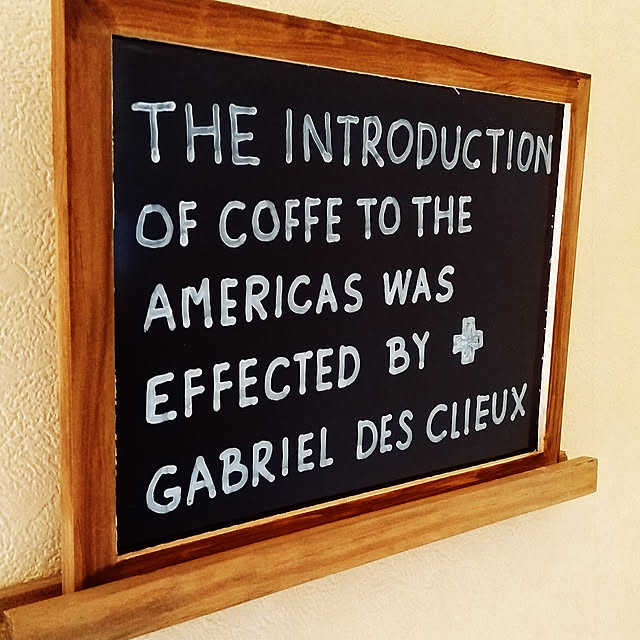 THE INTRODUCTION
OF COFFE TO THE
AMERICAS WAS
EFFECTED BY
GABRIEL DES CLIEUX